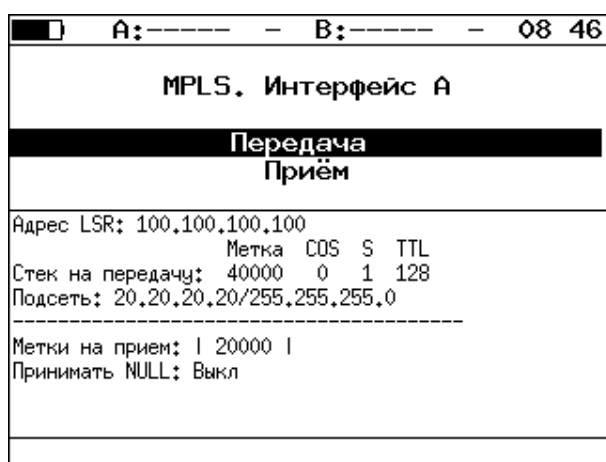 A:----- - B:----- - 08 46
MPLS. Интерфейс А
Передача
Приём
Адрес LSR: 100.100.100.100
Метка COS S TTL
Стек на передачу: 40000 0 1 128
Подсеть: 20.20.20.20/255.255.255.0
----------------------------------------
Метки на прием: | 20000 |
Принимать NULL: Выкл